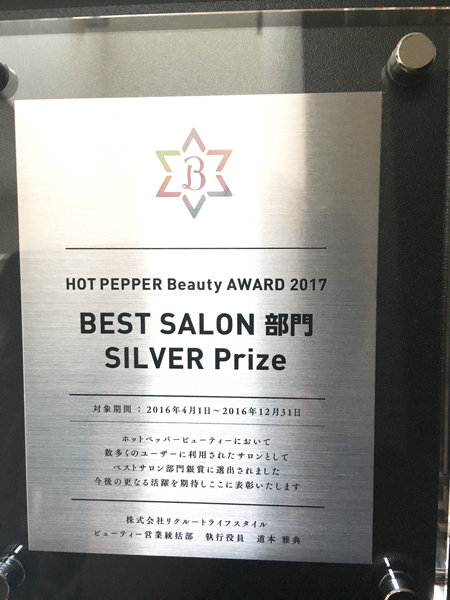 B
HOT PEPPER Beauty AWARD 2017
BEST SALON 部門
SILVER Prize
対象期間：2016年4月1日～2016年12月31日
ホットペッパービューティーにおいて
数多くのユーザーに利用されたサロンとして
ベストサロン部門銀賞に選出されました
今後の更なる活躍を期待しここに表彰いたします
株式会社リクルートライフスタイル
ビューティー営業統括部 執行役員 道本 雅典